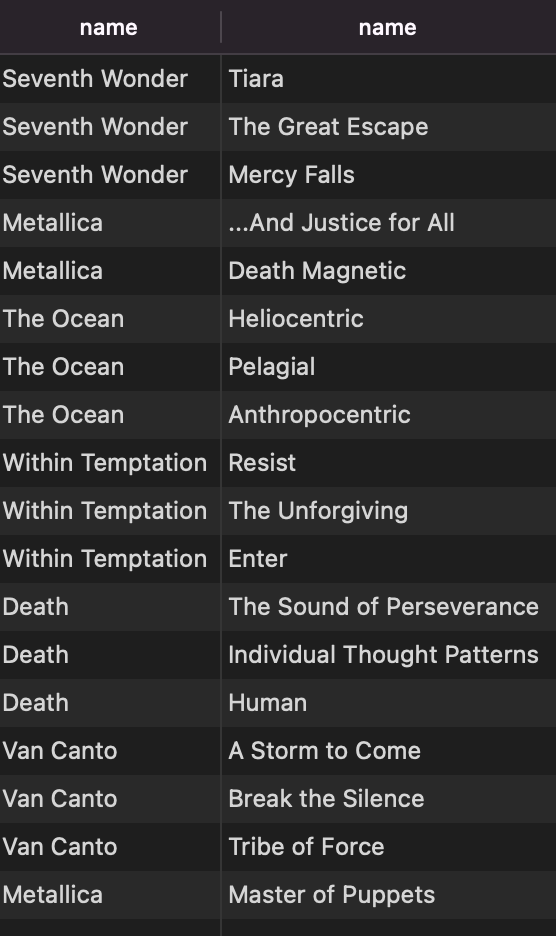 name name
Seventh Wonder Tiara
Seventh Wonder The Great Escape
Seventh Wonder Mercy Falls
Metallica ...And Justice for All
Metallica Death Magnetic
The Ocean Heliocentric
The Ocean Pelagial
The Ocean Anthropocentric
Within Temptation Resist
Within Temptation The Unforgiving
Within Temptation Enter
Death The Sound of Perseverance
Death Individual Thought Patterns
Death Human
Van Canto A Storm to Come
Van Canto Break the Silence
Van Canto Tribe of Force
Metallica Master of Puppets